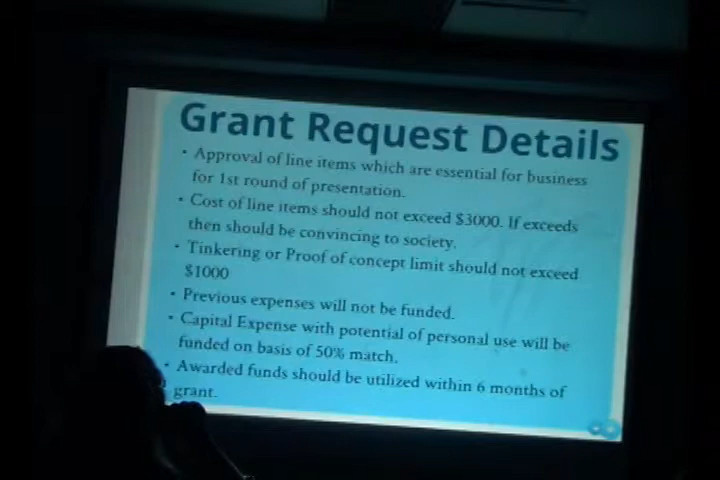 Grant Request Details
• Approval of line items which are essential for business
for 1st round of presentation.
• Cost of line items should not exceed $3000. If exceeds
then should be convincing to society.
• Tinkering or Proof of concept limit should not exceed
$1000
• Previous expenses will not be funded.
• Capital Expense with potential of personal use will be
funded on basis of 50% match.
• Awarded funds should be utilized within 6 months of
grant.